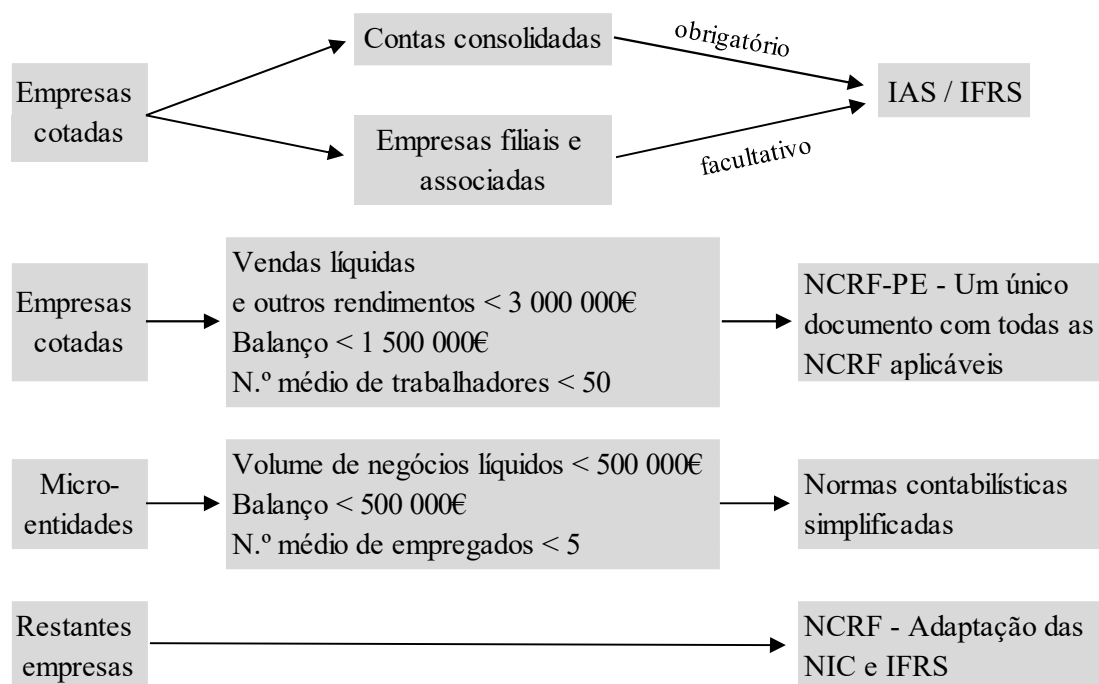 Empresas
cotadas
Contas consolidadas
obrigatório
Empresas filiais e
associadas
facultativo
IAS / IFRS
Empresas
cotadas
Vendas líquidas
e outros rendimentos < 3 000 000€
Balanço < 1 500 000€
N.º médio de trabalhadores < 50
NCRF-PE - Um único
documento com todas as
NCRF aplicáveis
Micro-
entidades
Volume de negócios líquidos < 500 000€
Balanço < 500 000€
N.º médio de empregados < 5
Normas contabilísticas
simplificadas
Restantes
empresas
NCRF - Adaptação das
NIC e IFRS